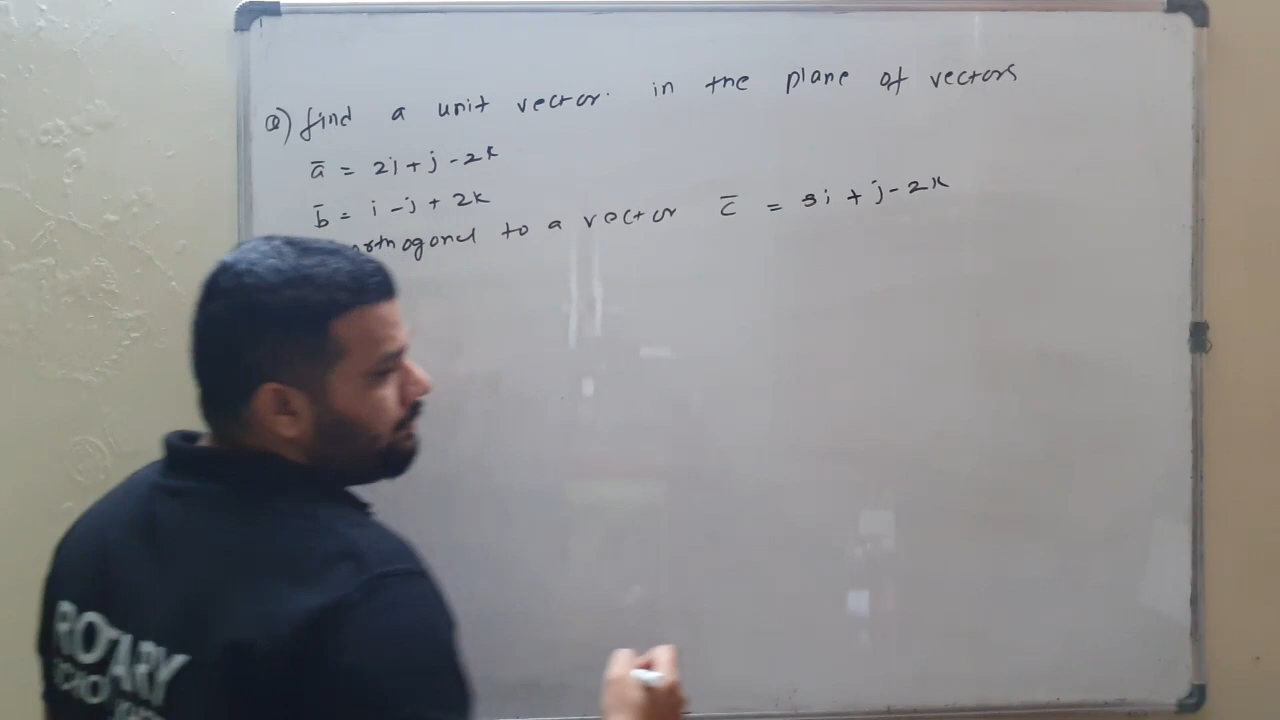 Q) find a unit vector. in the plane of vectors
a̅ = 2i + j - 2k
b̅ = i - j + 2k
orthogonal to a vector c̅ = 3i + j - 2k
ROTARY